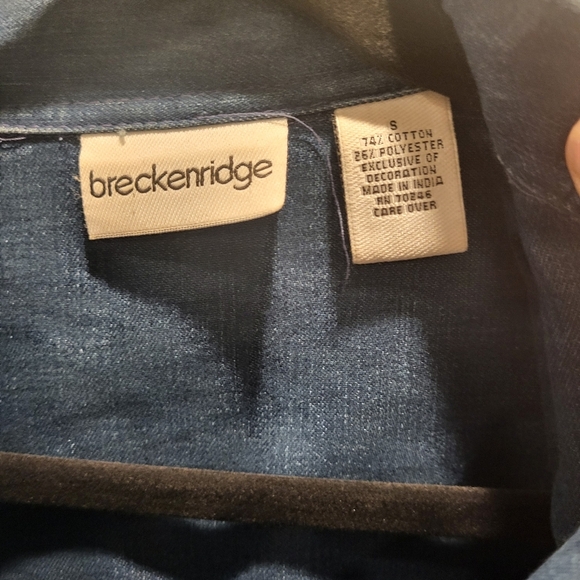 breckenridge
S
74% COTTON
26% POLYESTER
EXCLUSIVE OF
DECORATION
MADE IN INDIA
RN 70246
CARE OVER